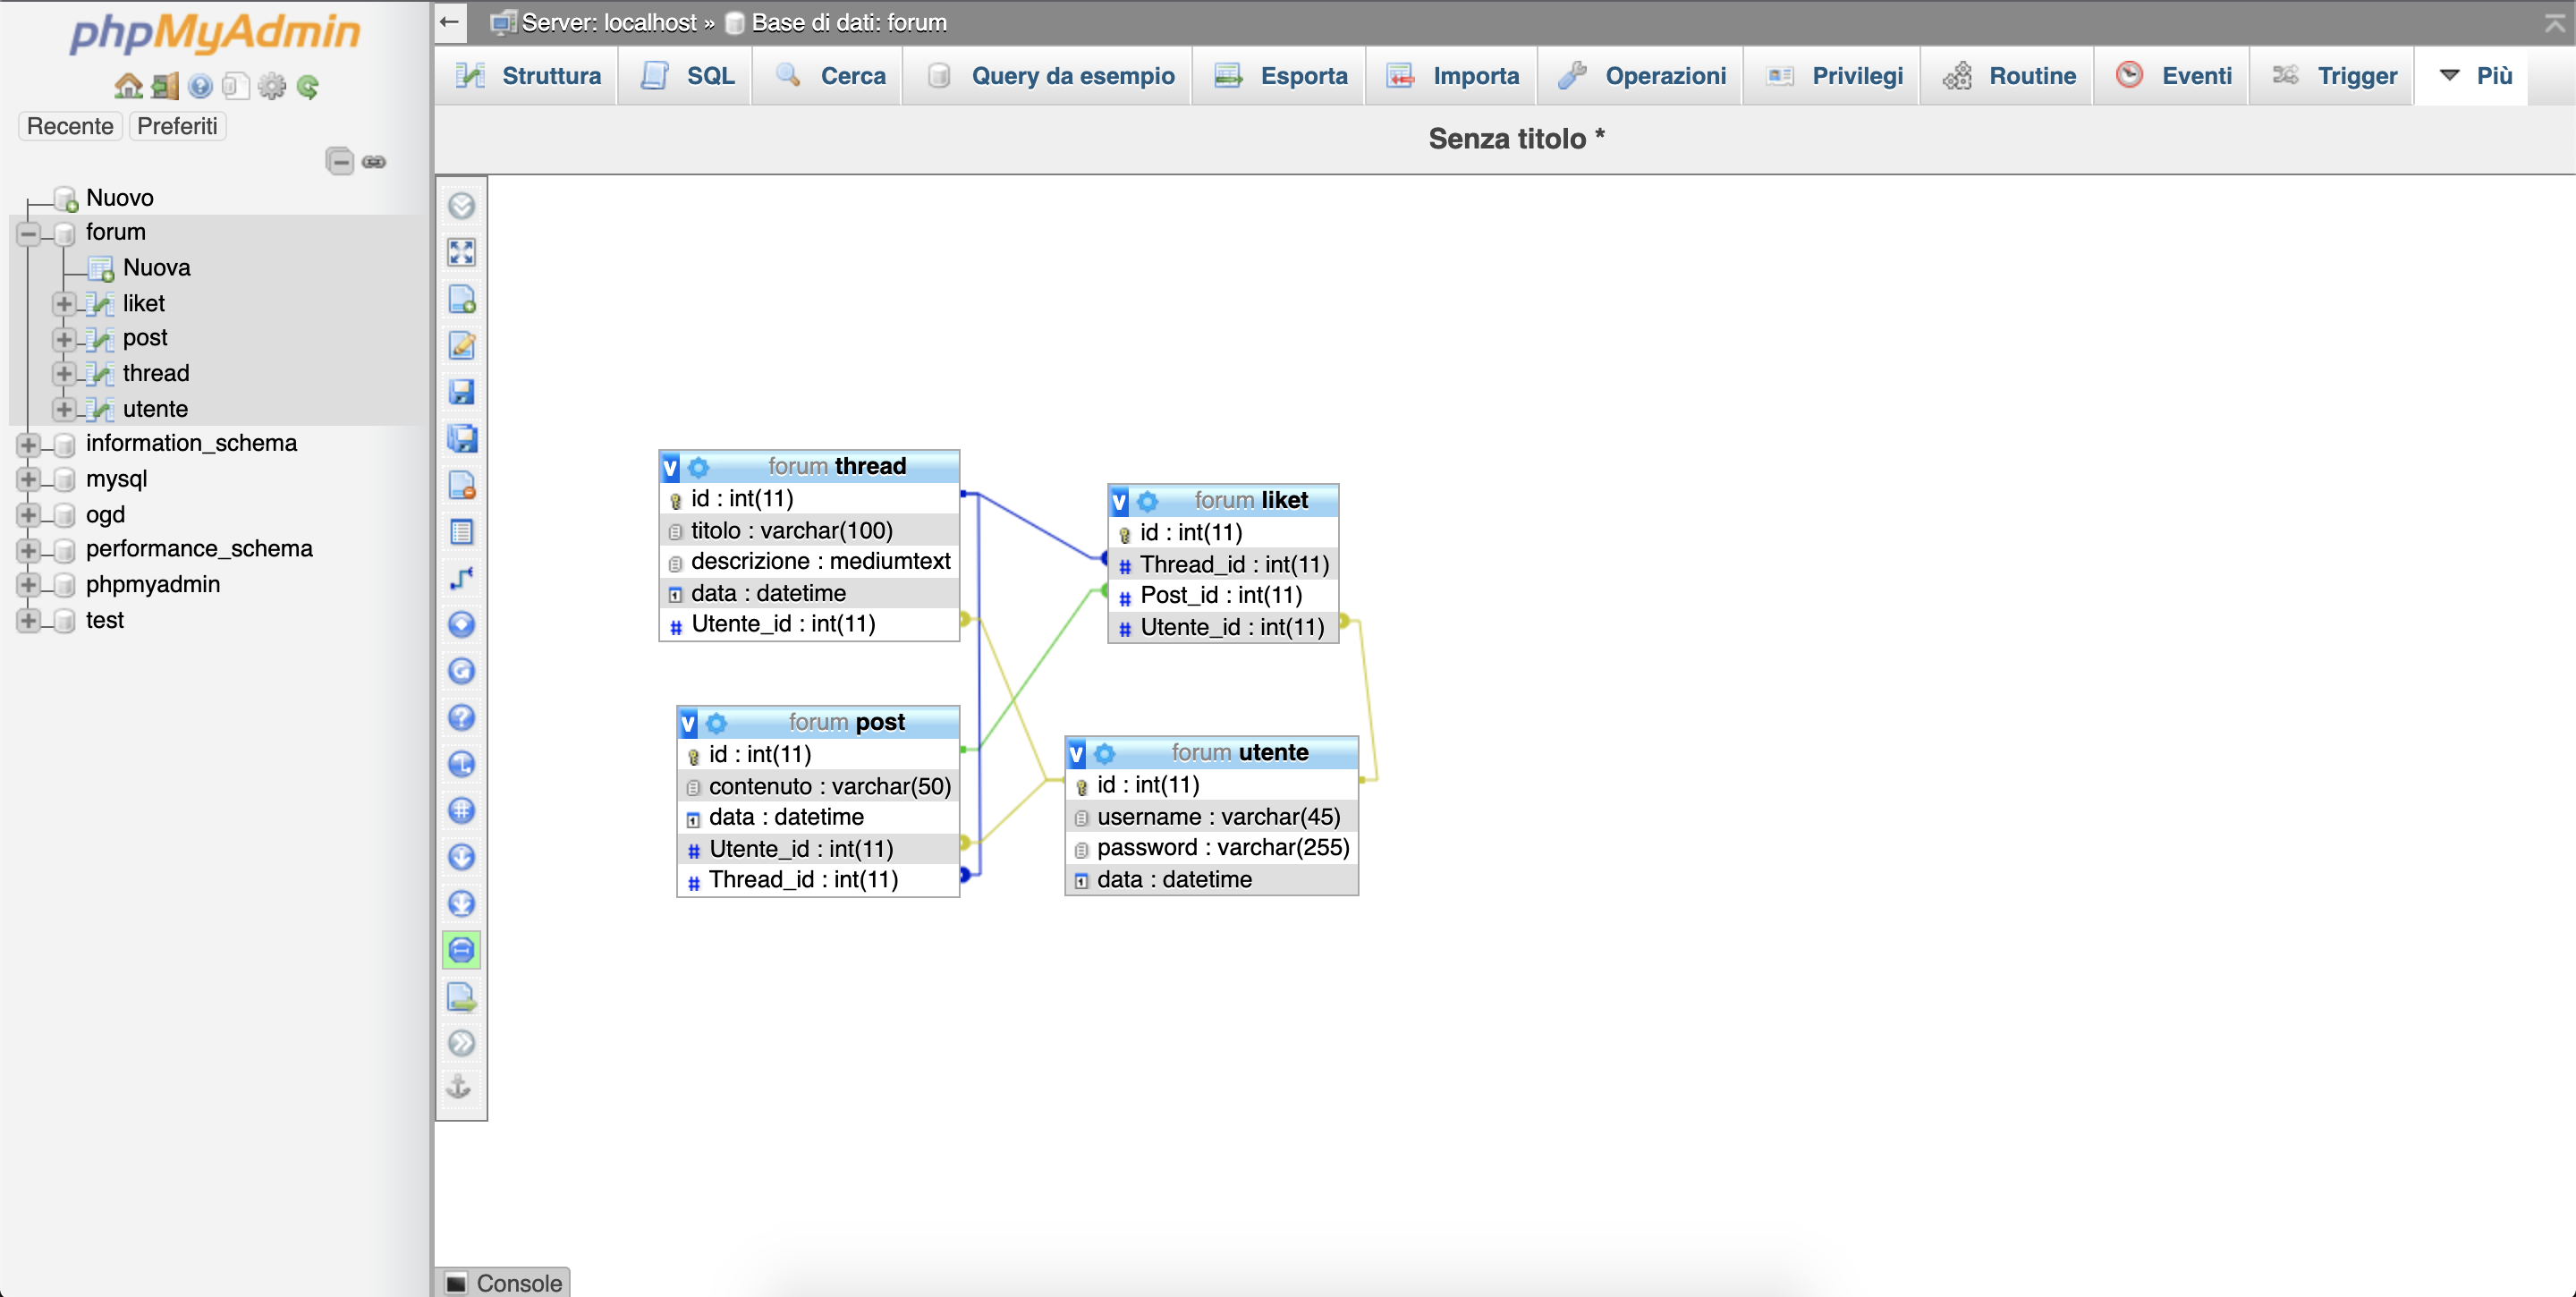 phpMyAdmin
Recente Preferiti
Nuovo
forum
Nuova
liket
post
thread
utente
information_schema
mysql
ogd
performance_schema
phpmyadmin
test
Server: localhost » Base di dati: forum
Struttura SQL Cerca Query da esempio Esporta Importa Operazioni Privilegi Routine Eventi Trigger Più
Senza titolo *
v forum thread
id : int(11)
titolo : varchar(100)
descrizione : mediumtext
data : datetime
# Utente_id : int(11)
v forum liket
id : int(11)
# Thread_id : int(11)
# Post_id : int(11)
# Utente_id : int(11)
v forum post
id : int(11)
contenuto : varchar(50)
data : datetime
# Utente_id : int(11)
# Thread_id : int(11)
v forum utente
id : int(11)
username : varchar(45)
password : varchar(255)
data : datetime
Console